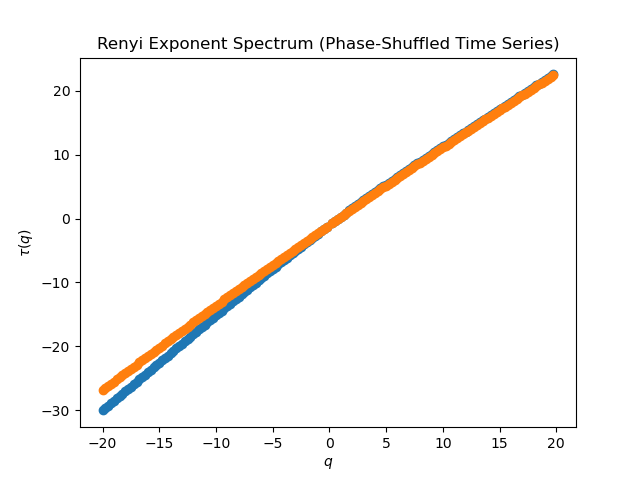 Renyi Exponent Spectrum (Phase-Shuffled Time Series)
τ(q)
20
10
0
−10
−20
−30
−20 −15 −10 −5 0 5 10 15 20
q